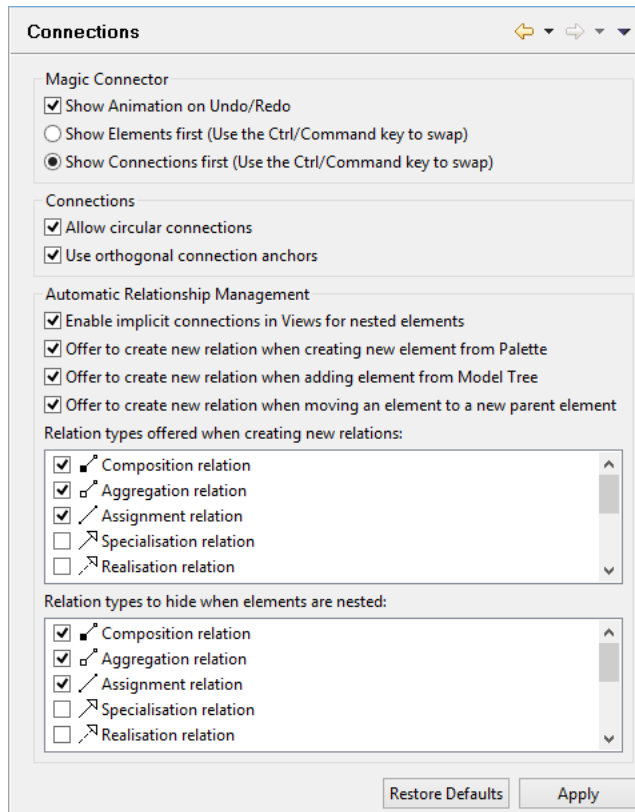 Connections
Magic Connector
Show Animation on Undo/Redo
Show Elements first (Use the Ctrl/Command key to swap)
Show Connections first (Use the Ctrl/Command key to swap)
Connections
Allow circular connections
Use orthogonal connection anchors
Automatic Relationship Management
Enable implicit connections in Views for nested elements
Offer to create new relation when creating new element from Palette
Offer to create new relation when adding element from Model Tree
Offer to create new relation when moving an element to a new parent element
Relation types offered when creating new relations:
Composition relation
Aggregation relation
Assignment relation
Specialisation relation
Realisation relation
Relation types to hide when elements are nested:
Composition relation
Aggregation relation
Assignment relation
Specialisation relation
Realisation relation
Restore Defaults
Apply